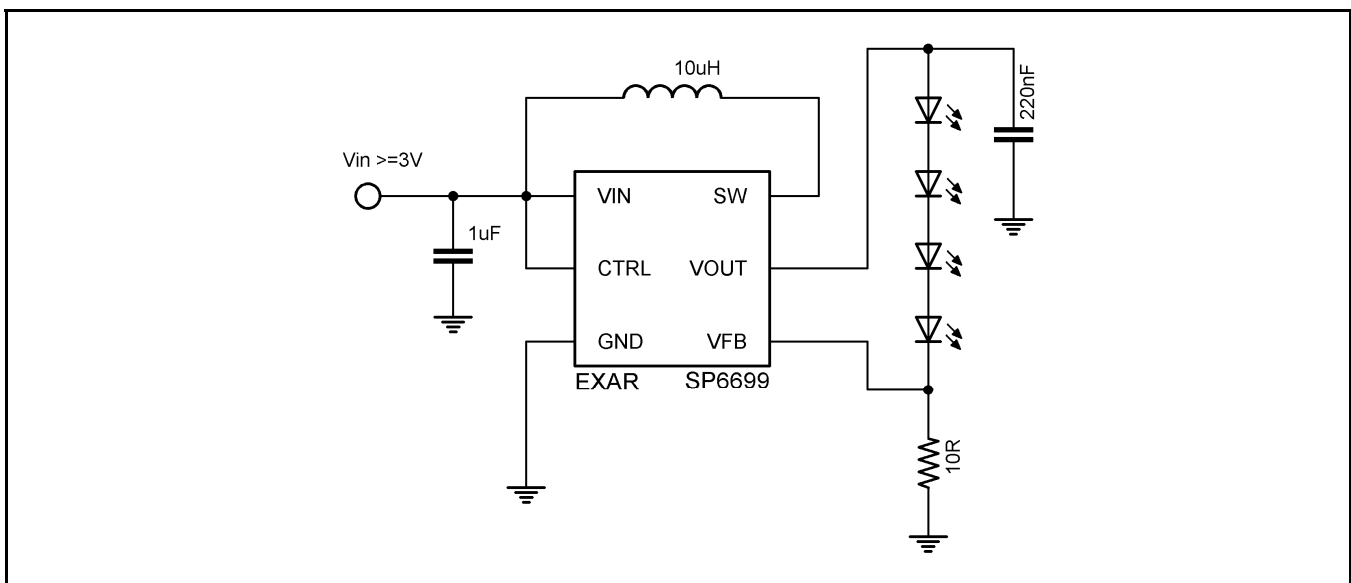 10uH
220nF
Vin >=3V
VIN
SW
1uF
CTRL
VOUT
GND
VFB
EXAR
SP6699
10R